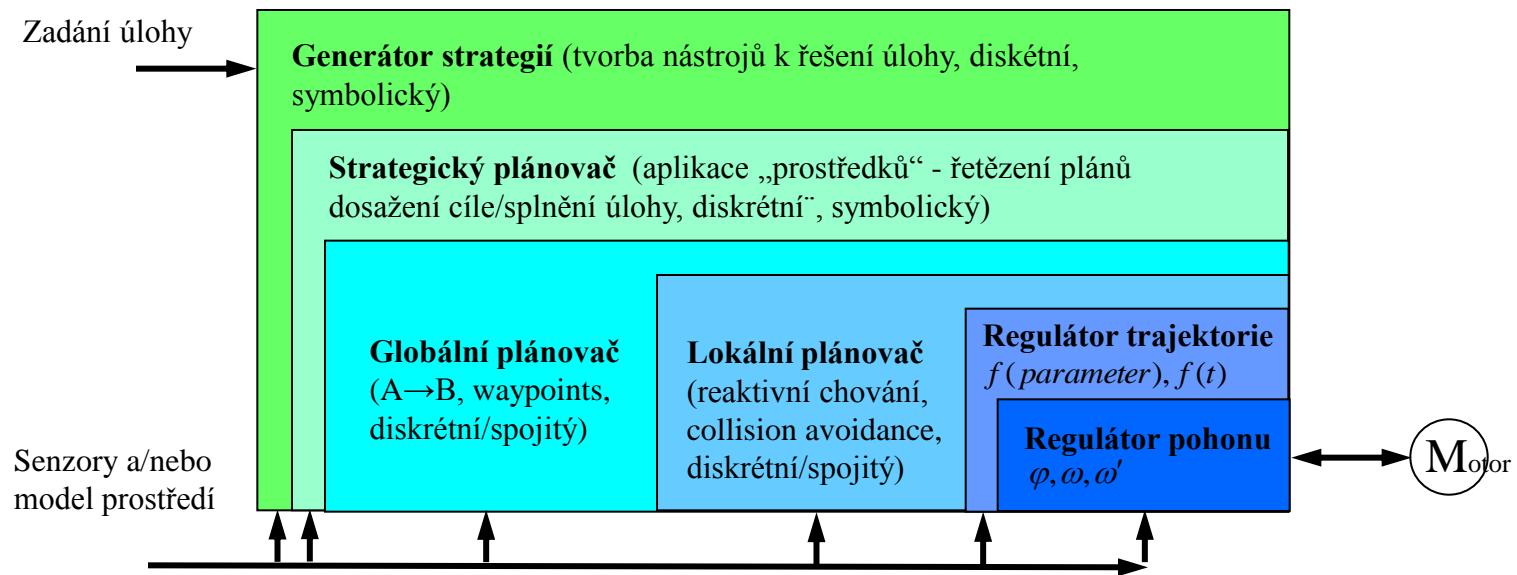 Zadání úlohy
Generátor strategií (tvorba nástrojů k řešení úlohy, diskétní,
symbolický)
Strategický plánovač (aplikace „prostředků“ - řetězení plánů
dosažení cíle/splnění úlohy, diskrétní¨, symbolický)
Globální plánovač
(A→B, waypoints,
diskrétní/spojitý)
Lokální plánovač
(reaktivní chování,
collision avoidance,
diskrétní/spojitý)
Regulátor trajektorie
f(parameter), f(t)
Regulátor pohonu
φ, ω, ω′
Motor
Senzory a/nebo
model prostředí